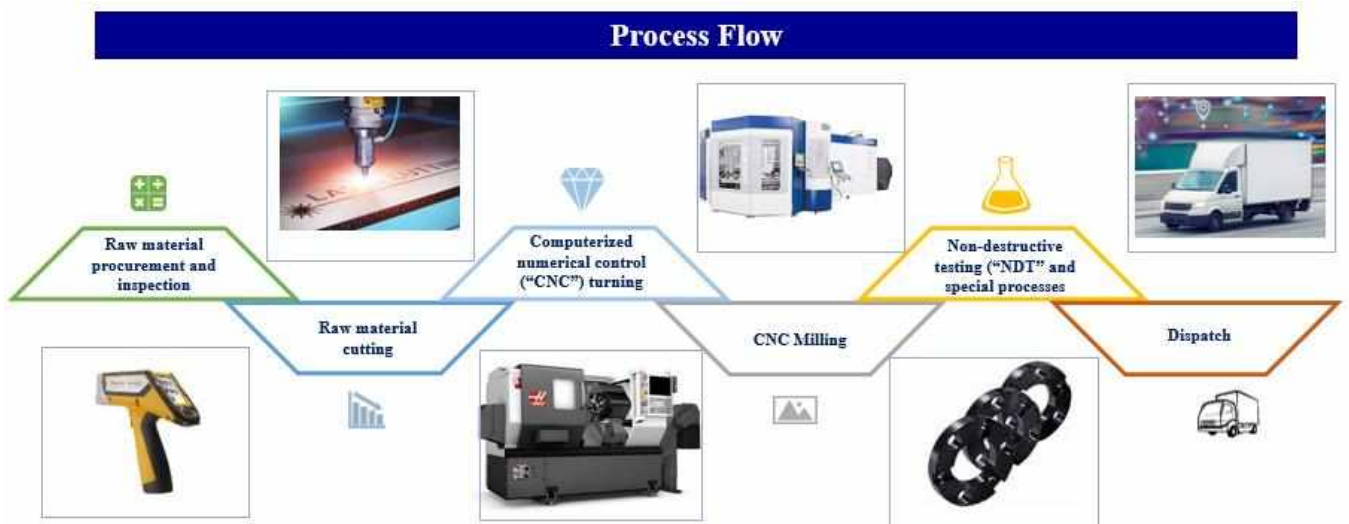 Process Flow
Raw material
procurement and
inspection
Raw material
cutting
Computerized
numerical control
(“CNC”) turning
CNC Milling
Non-destructive
testing (“NDT” and
special processes
Dispatch